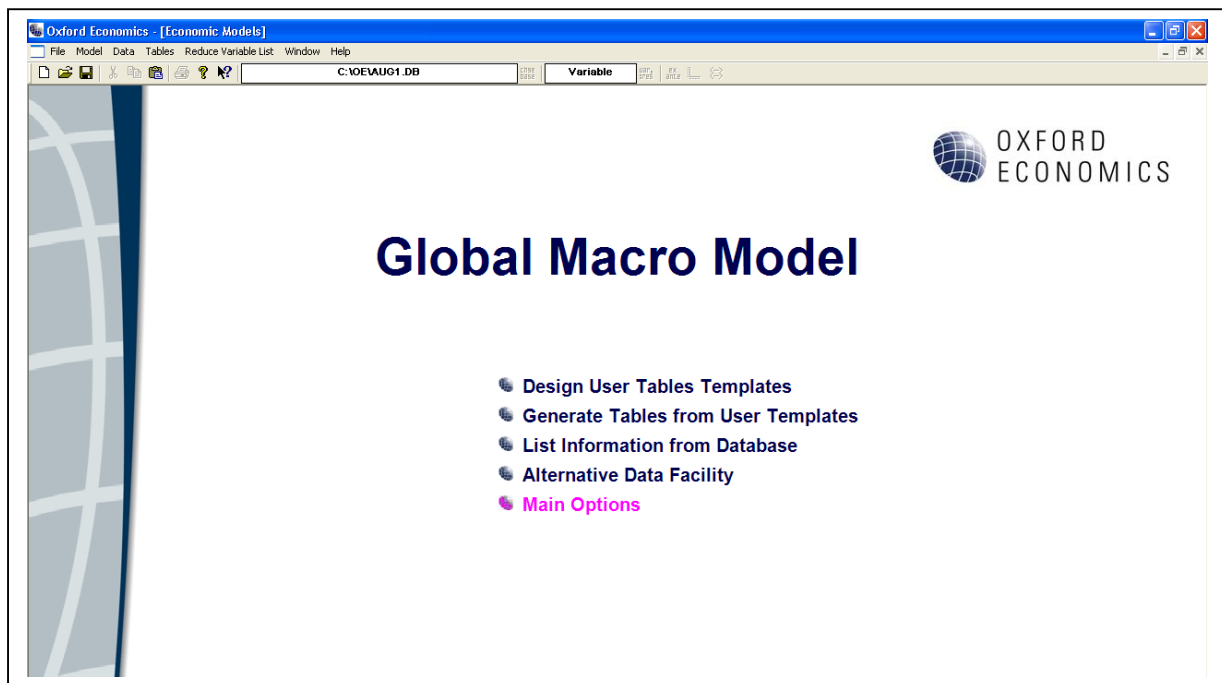 Oxford Economics - [Economic Models]
File Model Data Tables Reduce Variable List Window Help
C:\OE\AUG1.DB Variable
OXFORD
ECONOMICS
Global Macro Model
Design User Tables Templates
Generate Tables from User Templates
List Information from Database
Alternative Data Facility
Main Options